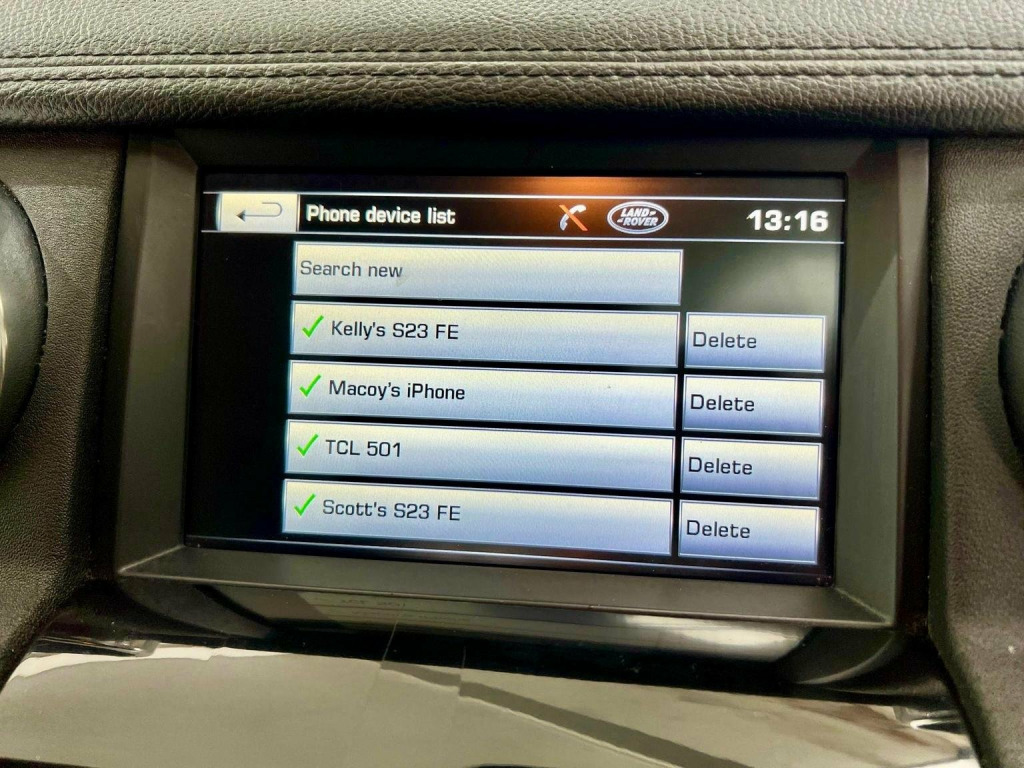 Phone device list
LAND-
-ROVER
13:16
Search new
Kelly's S23 FE
Delete
Macoy's iPhone
Delete
TCL 501
Delete
Scott's S23 FE
Delete